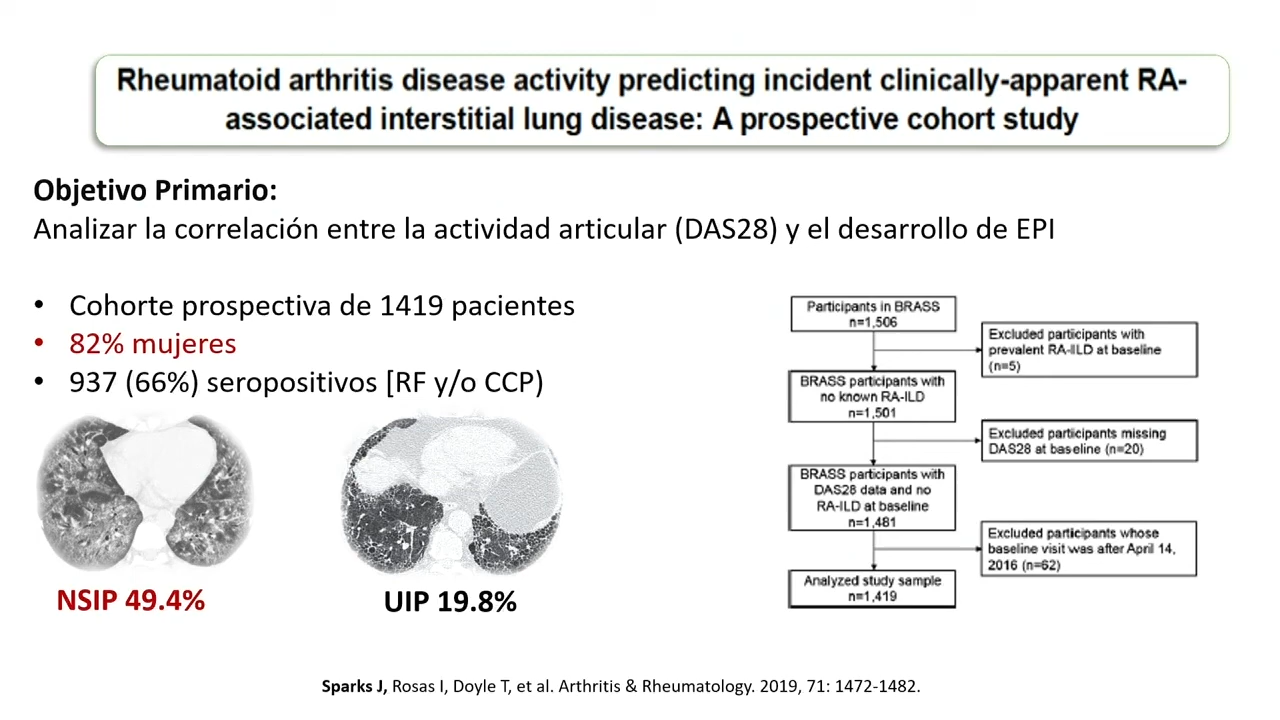 Rheumatoid arthritis disease activity predicting incident clinically-apparent RA-
associated interstitial lung disease: A prospective cohort study
Objetivo Primario:
Analizar la correlación entre la actividad articular (DAS28) y el desarrollo de EPI
• Cohorte prospectiva de 1419 pacientes
• 82% mujeres
• 937 (66%) seropositivos [RF y/o CCP)
NSIP 49.4%
UIP 19.8%
Participants in BRASS
n=1,506
Excluded participants with
prevalent RA-ILD at baseline
(n=5)
BRASS participants with
no known RA-ILD
n=1,501
Excluded participants missing
DAS28 at baseline (n=20)
BRASS participants with
DAS28 data and no
RA-ILD at baseline
n=1,481
Excluded participants whose
baseline visit was after April 14,
2016 (n=62)
Analyzed study sample
n=1,419
Sparks J, Rosas I, Doyle T, et al. Arthritis & Rheumatology. 2019, 71: 1472-1482.